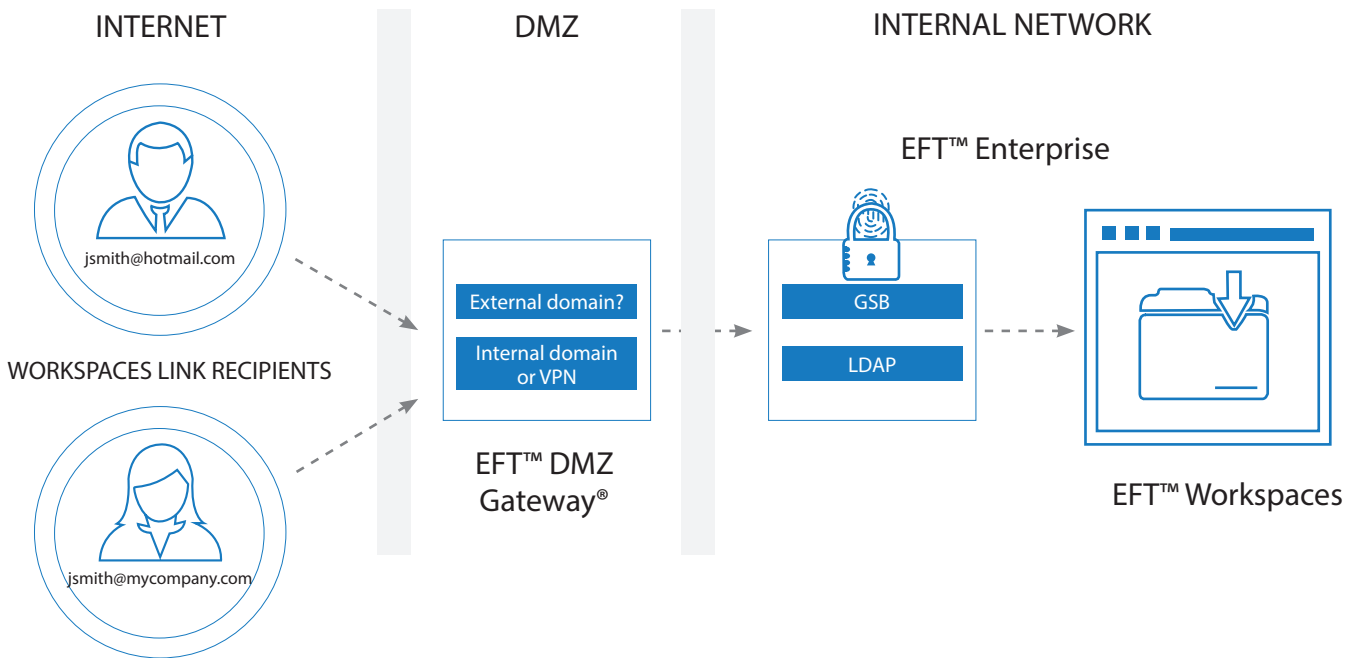 INTERNET
DMZ
INTERNAL NETWORK
jsmith@hotmail.com
WORKSPACES LINK RECIPIENTS
jsmith@mycompany.com
External domain?
Internal domain
or VPN
EFT™ DMZ
Gateway®
EFT™ Enterprise
GSB
LDAP
EFT™ Workspaces